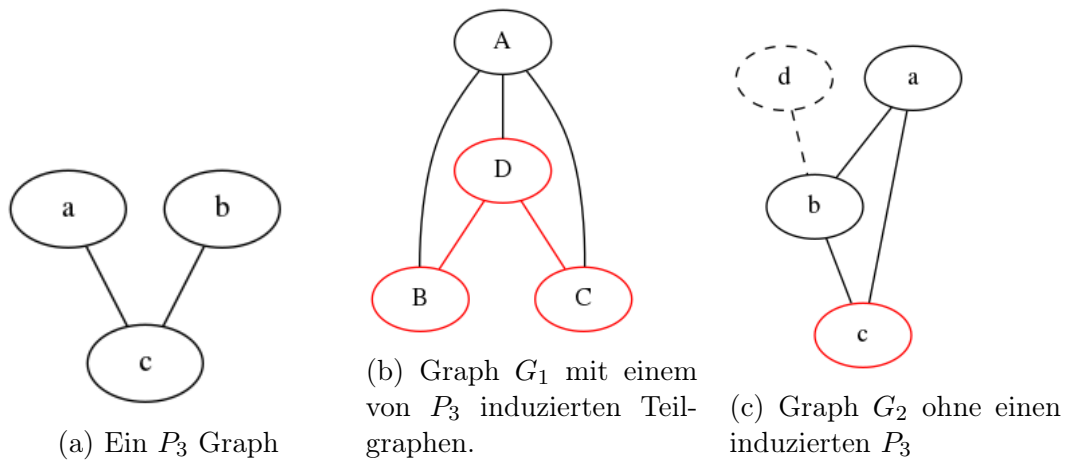 a
b
c
(a) Ein P₃ Graph
A
D
B
C
(b) Graph G₁ mit einem
von P₃ induzierten Teil-
graphen.
d
a
b
c
(c) Graph G₂ ohne einen
induzierten P₃